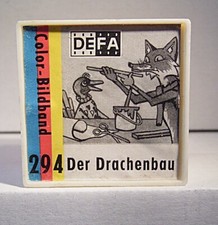 DEFA
Color-Bildband
294 Der Drachenbau